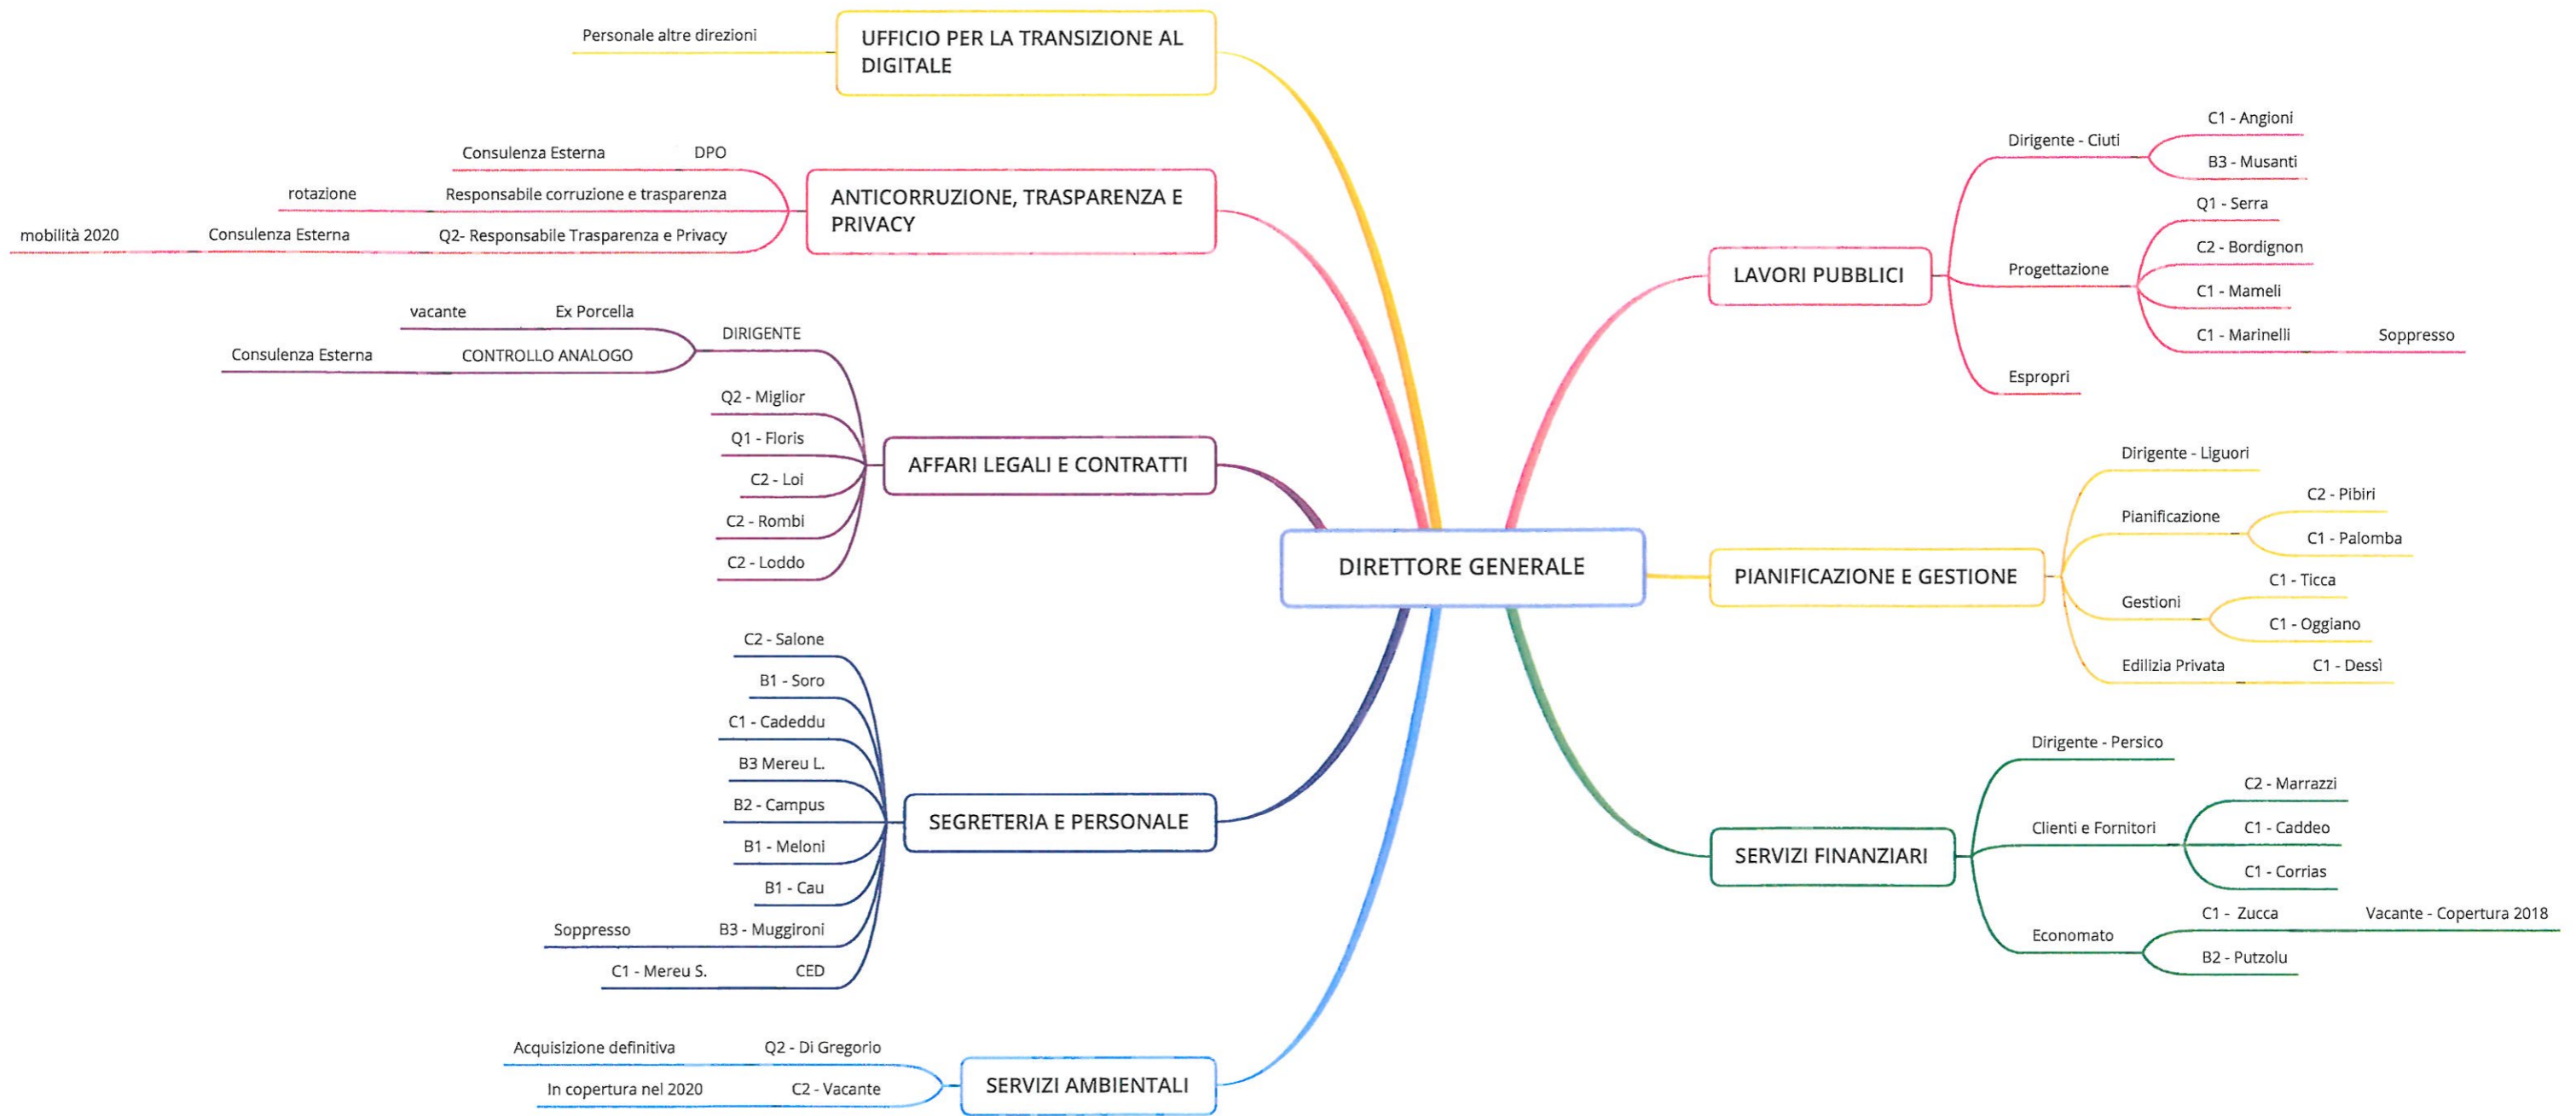 Personale altre direzioni
UFFICIO PER LA TRANSIZIONE AL
DIGITALE
Consulenza Esterna DPO
rotazione Responsabile corruzione e trasparenza
mobilità 2020 Consulenza Esterna Q2- Responsabile Trasparenza e Privacy
ANTICORRUZIONE, TRASPARENZA E
PRIVACY
vacante Ex Porcella
Consulenza Esterna CONTROLLO ANALOGO
DIRIGENTE
Q2 - Miglior
Q1 - Floris
C2 - Loi
C2 - Rombi
C2 - Loddo
AFFARI LEGALI E CONTRATTI
C2 - Salone
B1 - Soro
C1 - Cadeddu
B3 Mereu L.
B2 - Campus
B1 - Meloni
B1 - Cau
Soppresso B3 - Muggironi
C1 - Mereu S. CED
SEGRETERIA E PERSONALE
Acquisizione definitiva Q2 - Di Gregorio
In copertura nel 2020 C2 - Vacante
SERVIZI AMBIENTALI
DIRETTORE GENERALE
LAVORI PUBBLICI
Dirigente - Ciuti
C1 - Angioni
B3 - Musanti
Progettazione
Q1 - Serra
C2 - Bordignon
C1 - Mameli
C1 - Marinelli Soppresso
Espropri
PIANIFICAZIONE E GESTIONE
Dirigente - Liguori
Pianificazione
C2 - Pibiri
C1 - Palomba
Gestioni
C1 - Ticca
C1 - Oggiano
Edilizia Privata C1 - Dessì
SERVIZI FINANZIARI
Dirigente - Persico
Clienti e Fornitori
C2 - Marrazzi
C1 - Caddeo
C1 - Corrias
Economato
C1 - Zucca Vacante - Copertura 2018
B2 - Putzolu